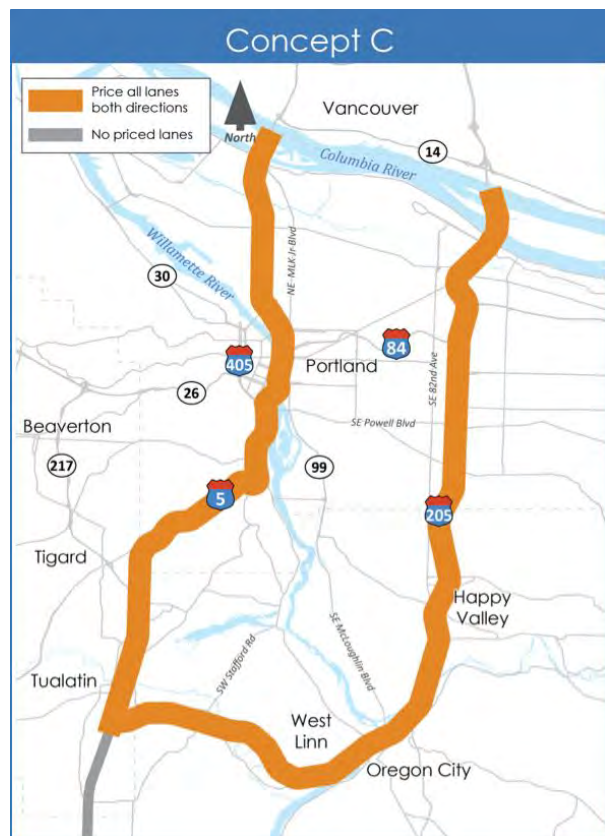 Concept C
Price all lanes
both directions
No priced lanes
North
Vancouver
14
Columbia River
Willamette River
NE MLK Jr Blvd
30
405
Portland
84
26
SE 82nd Ave
Beaverton
SE Powell Blvd
217
99
5
205
Tigard
Happy
Valley
SW Stafford Rd
SE McLoughlin Blvd
Tualatin
West
Linn
Oregon City